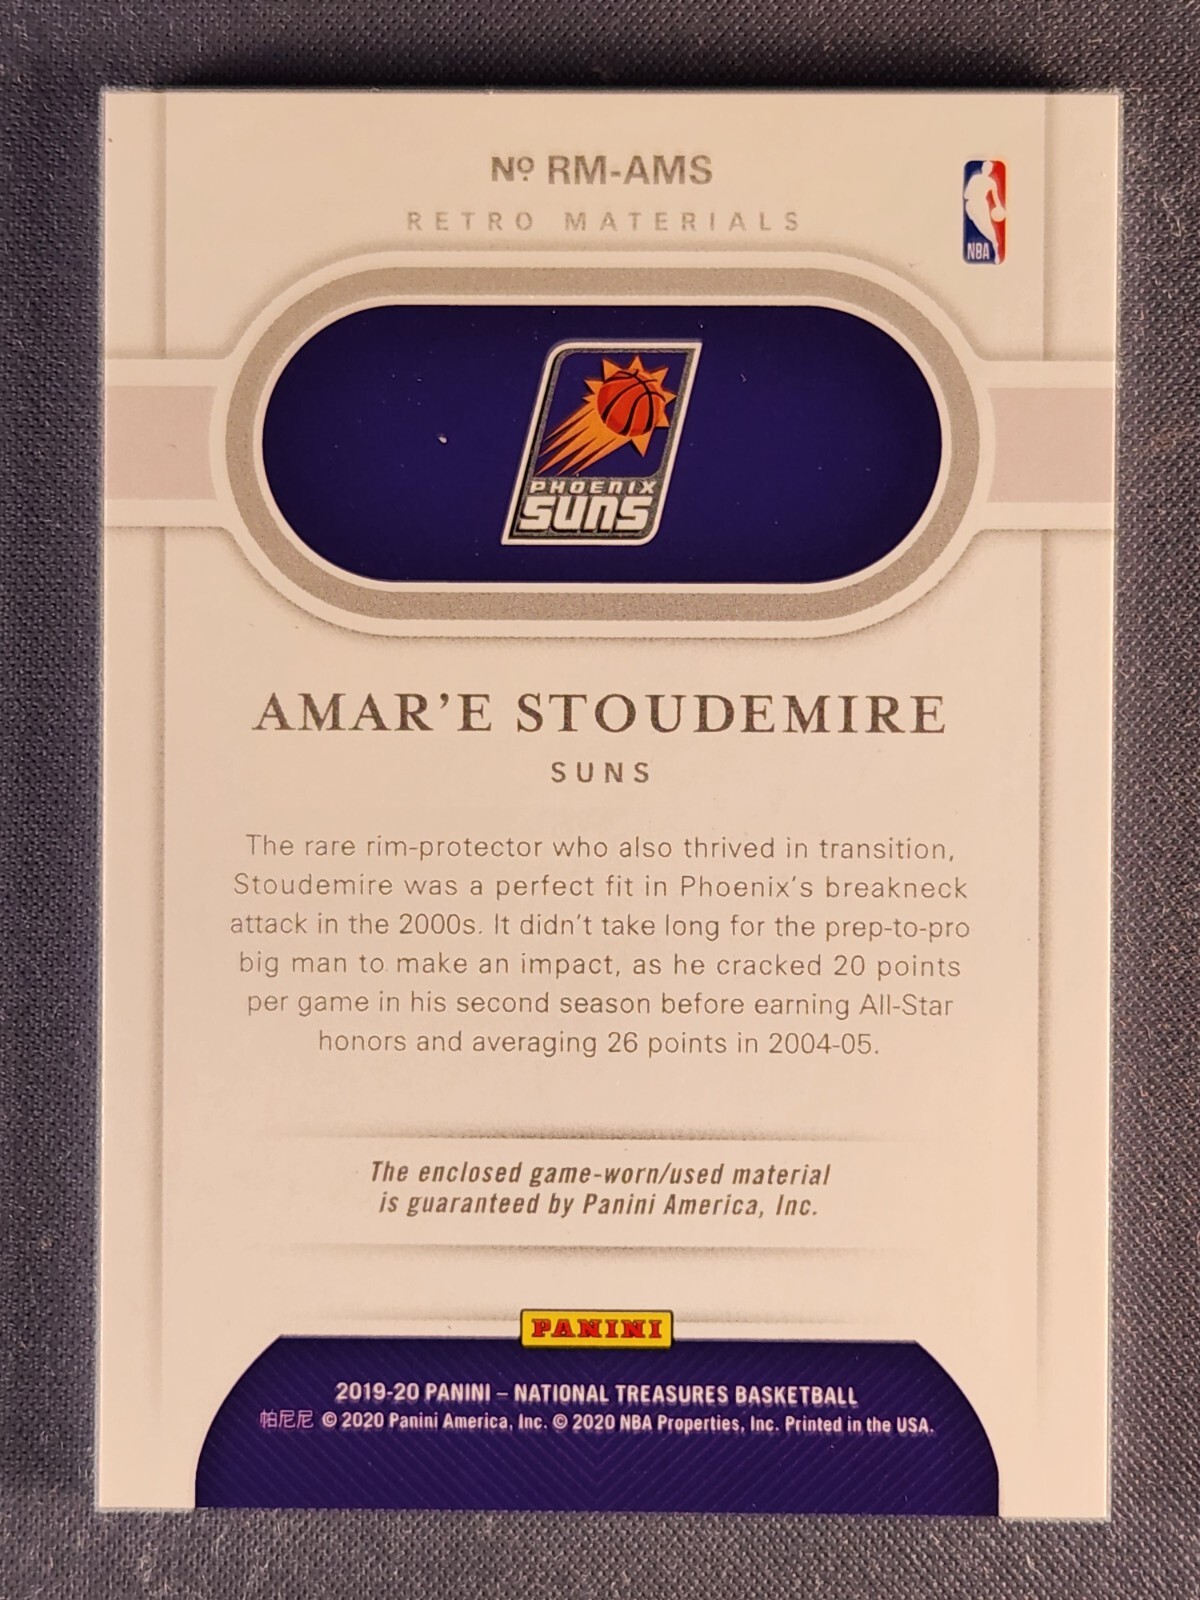 Nº RM-AMS
RETRO MATERIALS
NBA
PHOENIX
SUNS
AMAR'E STOUDEMIRE
SUNS
The rare rim-protector who also thrived in transition,
Stoudemire was a perfect fit in Phoenix's breakneck
attack in the 2000s. It didn't take long for the prep-to-pro
big man to make an impact, as he cracked 20 points
per game in his second season before earning All-Star
honors and averaging 26 points in 2004-05.
The enclosed game-worn/used material
is guaranteed by Panini America, Inc.
PANINI
2019-20 PANINI – NATIONAL TREASURES BASKETBALL
帕尼尼 © 2020 Panini America, Inc. © 2020 NBA Properties, Inc. Printed in the USA.